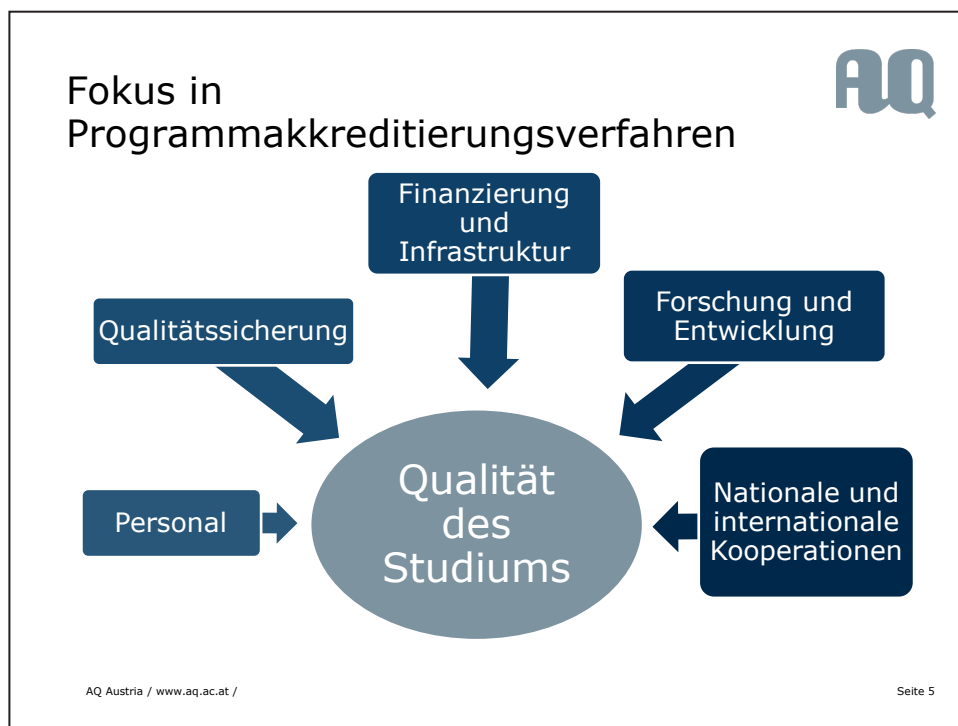 Fokus in
Programmakkreditierungsverfahren
AQ
Finanzierung
und
Infrastruktur
Qualitätssicherung
Forschung und
Entwicklung
Personal
Qualität
des
Studiums
Nationale und
internationale
Kooperationen
AQ Austria / www.aq.ac.at /
Seite 5